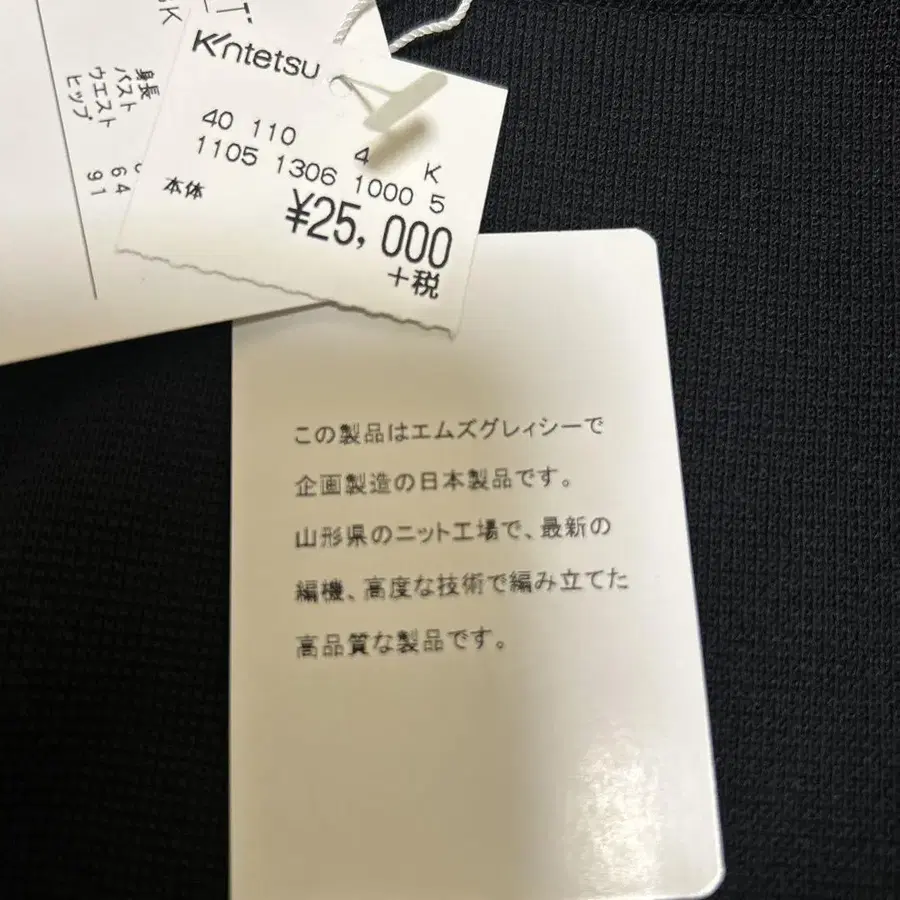 Kintetsu
40 110 4 K
1105 1306 1000 5
本体 ¥25,000
+税
身長
バスト
ウエスト 64
ヒップ 91
この製品はエムズグレィシーで
企画製造の日本製品です。
山形県のニット工場で、最新の
編機、高度な技術で編み立てた
高品質な製品です。